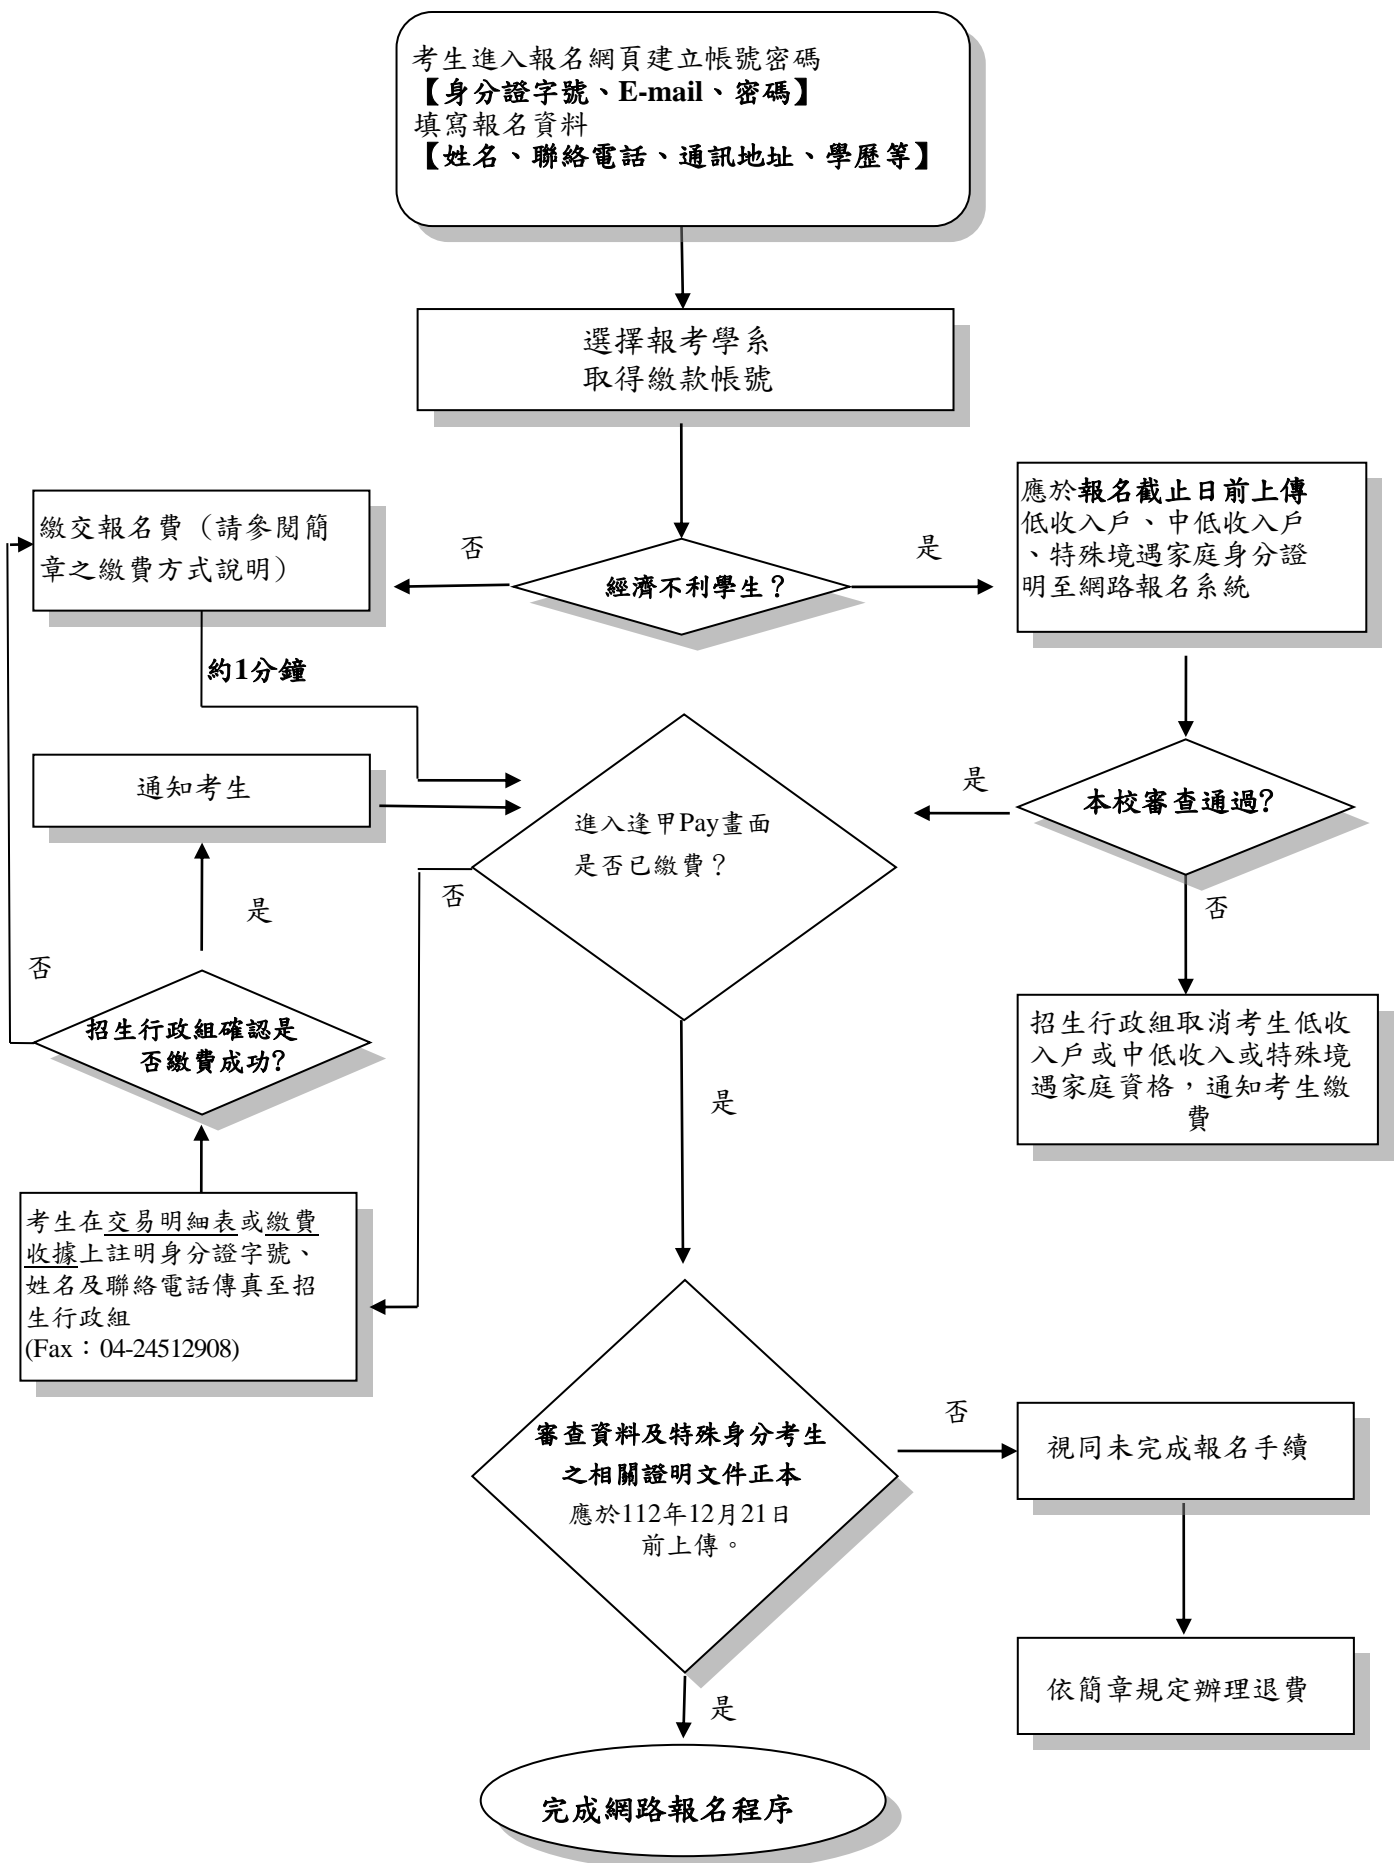 考生進入報名網頁建立帳號密碼
【身分證字號、E-mail、密碼】
填寫報名資料
【姓名、聯絡電話、通訊地址、學歷等】
選擇報考學系
取得繳款帳號
經濟不利學生？
否
是
繳交報名費（請參閱簡
章之繳費方式說明）
約1分鐘
應於報名截止日前上傳
低收入戶、中低收入戶
、特殊境遇家庭身分證
明至網路報名系統
本校審查通過?
是
否
招生行政組取消考生低收
入戶或中低收入或特殊境
遇家庭資格，通知考生繳
費
通知考生
進入逢甲Pay畫面
是否已繳費？
否
是
是
否
招生行政組確認是
否繳費成功?
考生在交易明細表或繳費
收據上註明身分證字號、
姓名及聯絡電話傳真至招
生行政組
(Fax：04-24512908)
審查資料及特殊身分考生
之相關證明文件正本
應於112年12月21日
前上傳。
否
視同未完成報名手續
依簡章規定辦理退費
是
完成網路報名程序